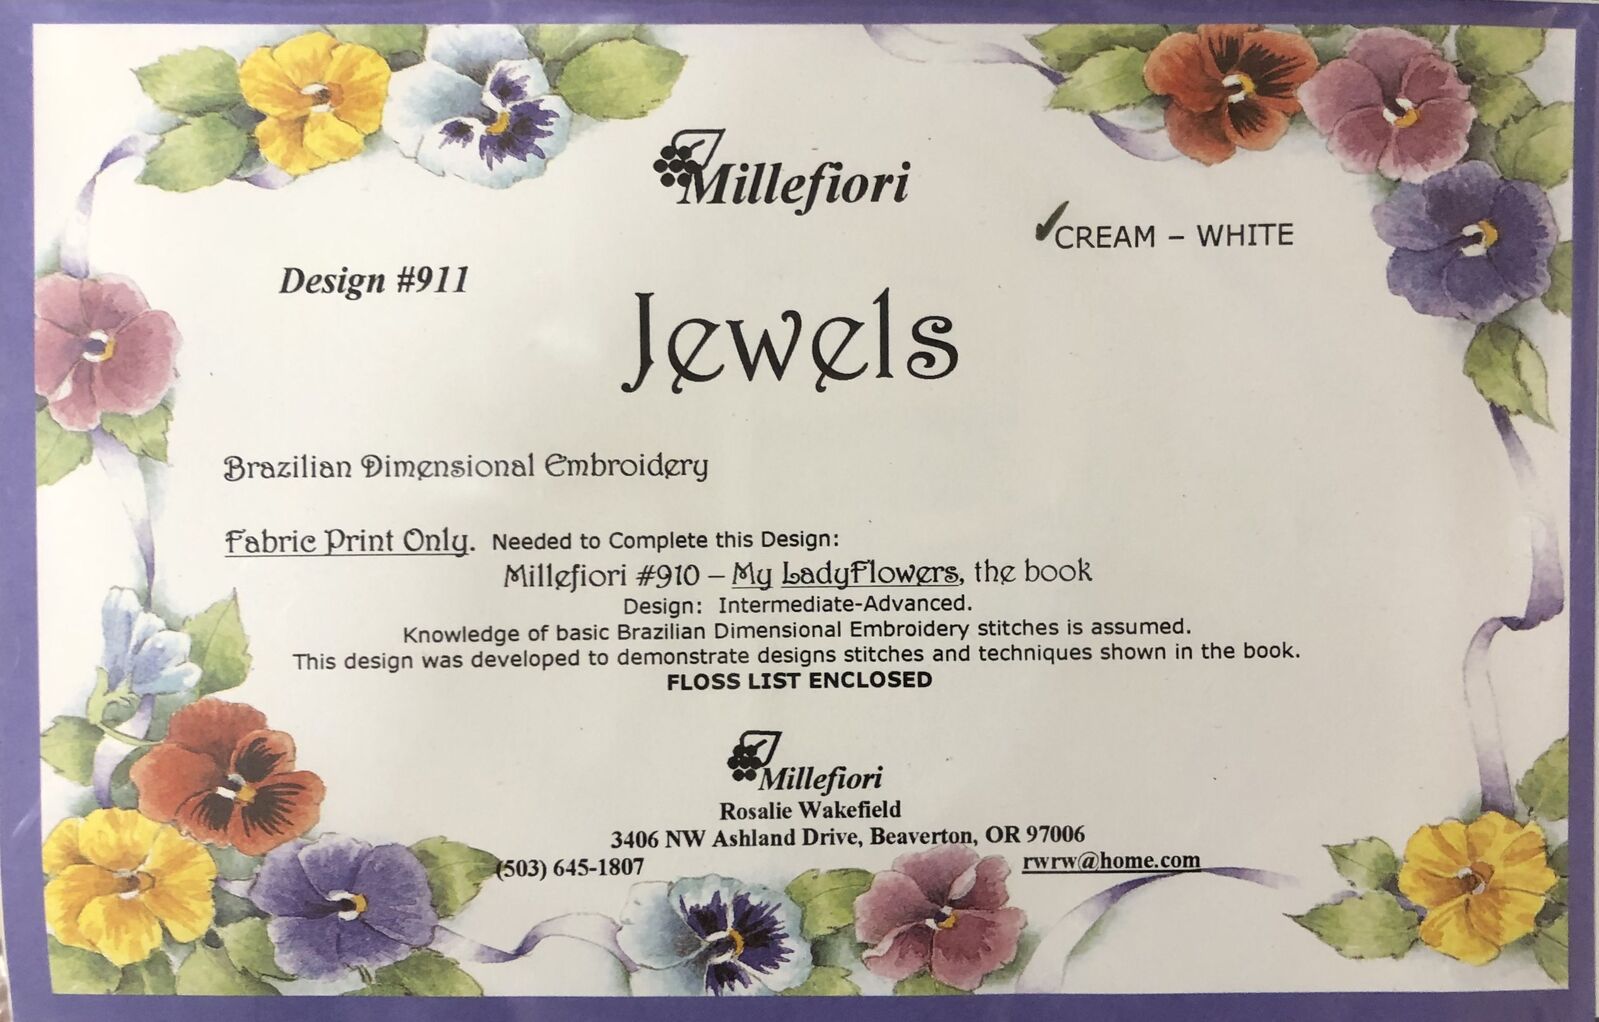 Millefiori
✓CREAM – WHITE
Design #911
Jewels
Brazilian Dimensional Embroidery
Fabric Print Only. Needed to Complete this Design:
Millefiori #910 – My LadyFlowers, the book
Design: Intermediate-Advanced.
Knowledge of basic Brazilian Dimensional Embroidery stitches is assumed.
This design was developed to demonstrate designs stitches and techniques shown in the book.
FLOSS LIST ENCLOSED
Millefiori
Rosalie Wakefield
3406 NW Ashland Drive, Beaverton, OR 97006
(503) 645-1807 rwrw@home.com